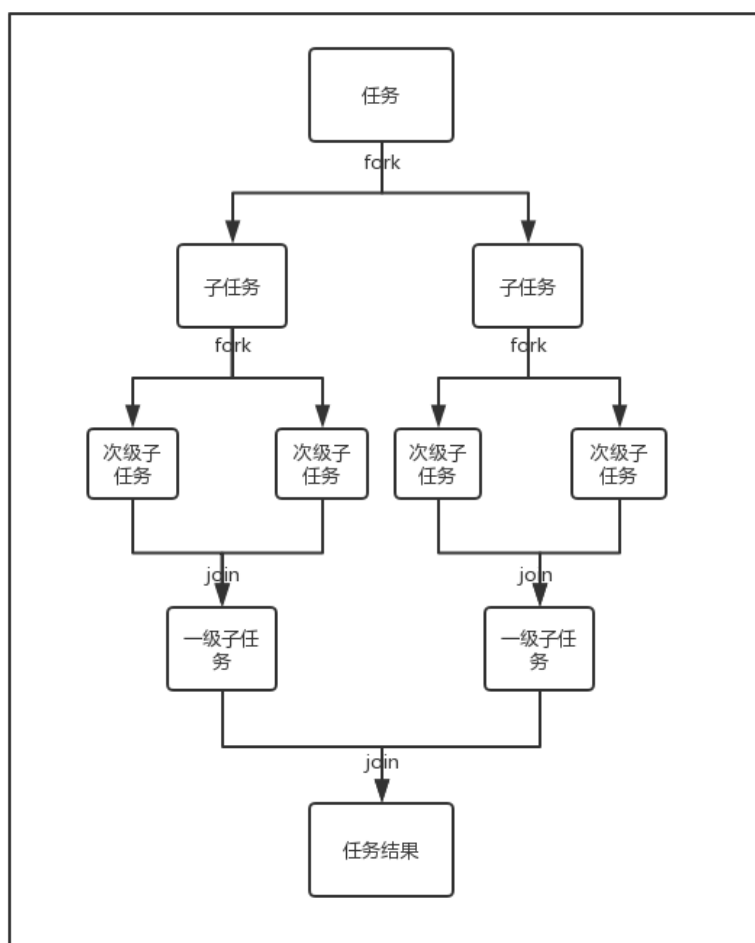 任务
fork
子任务
子任务
fork
fork
次级子
任务
次级子
任务
次级子
任务
次级子
任务
join
join
一级子任
务
一级子任
务
join
任务结果